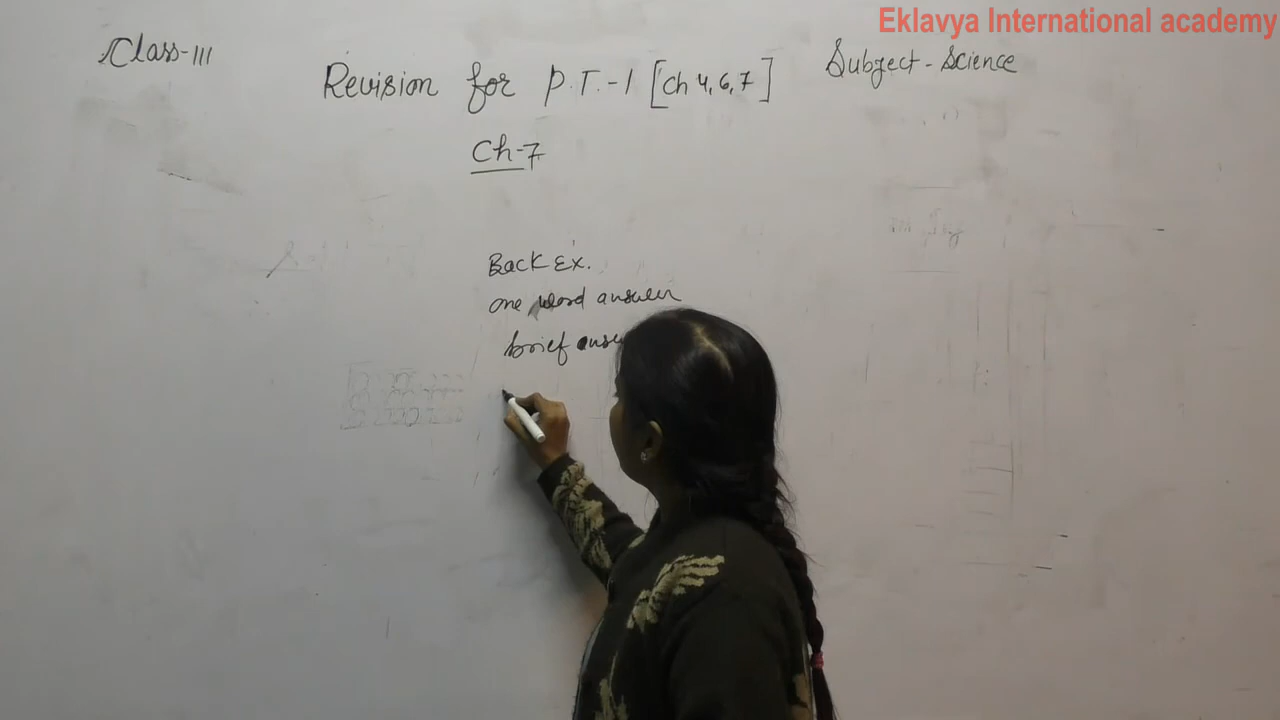 Eklavya International academy
Class-III
Subject-Science
Revision for P.T.-1 [Ch 4, 6, 7]
Ch-7
Back Ex.
one word answer
brief